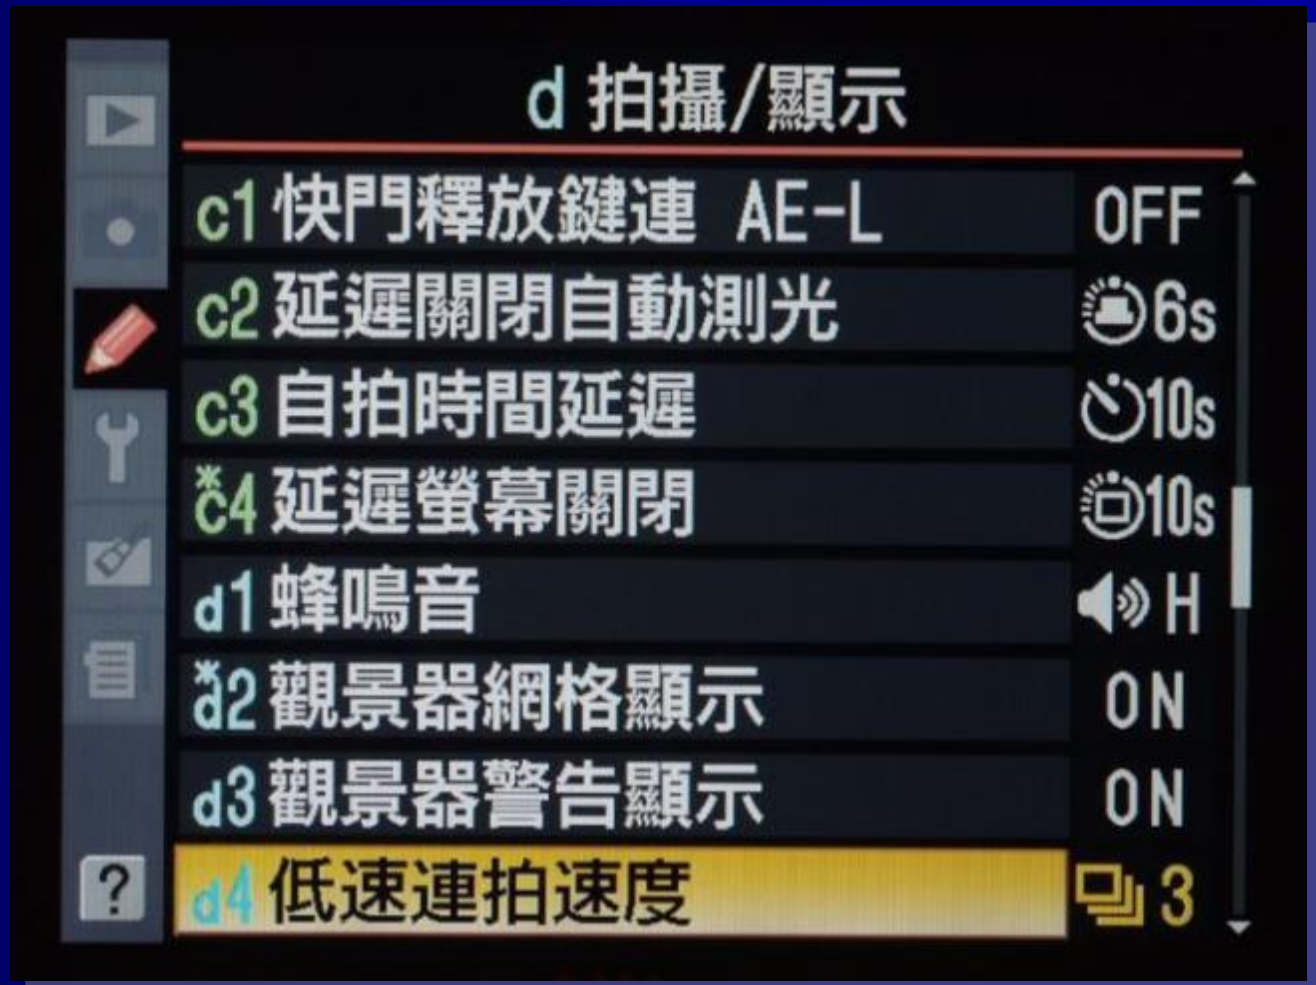 d 拍攝/顯示
c1 快門釋放鍵連 AE-L OFF
c2 延遲關閉自動測光 6s
c3 自拍時間延遲 10s
*c4 延遲螢幕關閉 10s
d1 蜂鳴音 H
*d2 觀景器網格顯示 ON
d3 觀景器警告顯示 ON
? d4 低速連拍速度 3